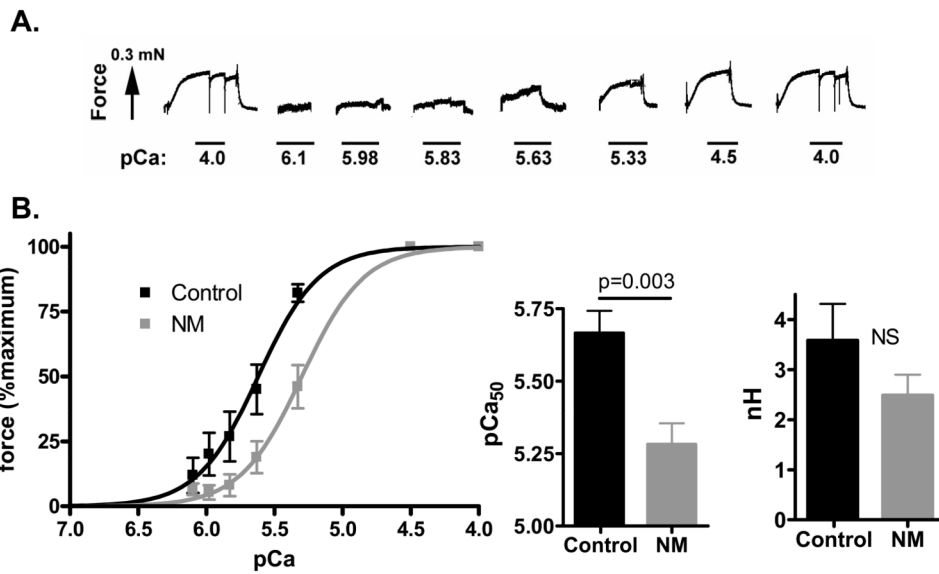 A.
0.3 mN
Force
pCa: 4.0 6.1 5.98 5.83 5.63 5.33 4.5 4.0
B.
force (%maximum)
100
75
50
25
0
Control
NM
7.0 6.5 6.0 5.5 5.0 4.5 4.0
pCa
p=0.003
pCa50
5.75
5.50
5.25
5.00
Control NM
nH
4
3
2
1
0
NS
Control NM